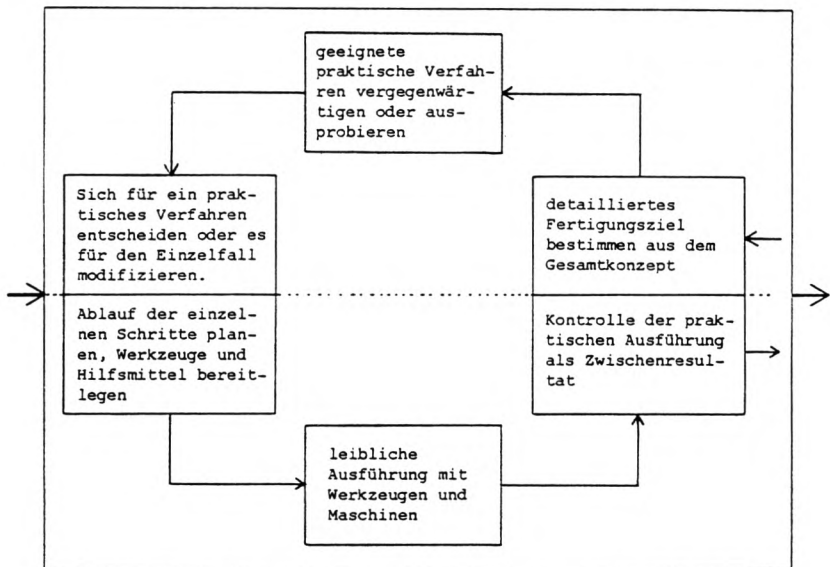 geeignete
praktische Verfah-
ren vergegenwär-
tigen oder aus-
probieren
Sich für ein prak-
tisches Verfahren
entscheiden oder es
für den Einzelfall
modifizieren.
detailliertes
Fertigungsziel
bestimmen aus dem
Gesamtkonzept
Ablauf der einzel-
nen Schritte plan-
en, Werkzeuge und
Hilfsmittel bereit-
legen
Kontrolle der prak-
tischen Ausführung
als Zwischenresul-
tat
leibliche
Ausführung mit
Werkzeugen und
Maschinen